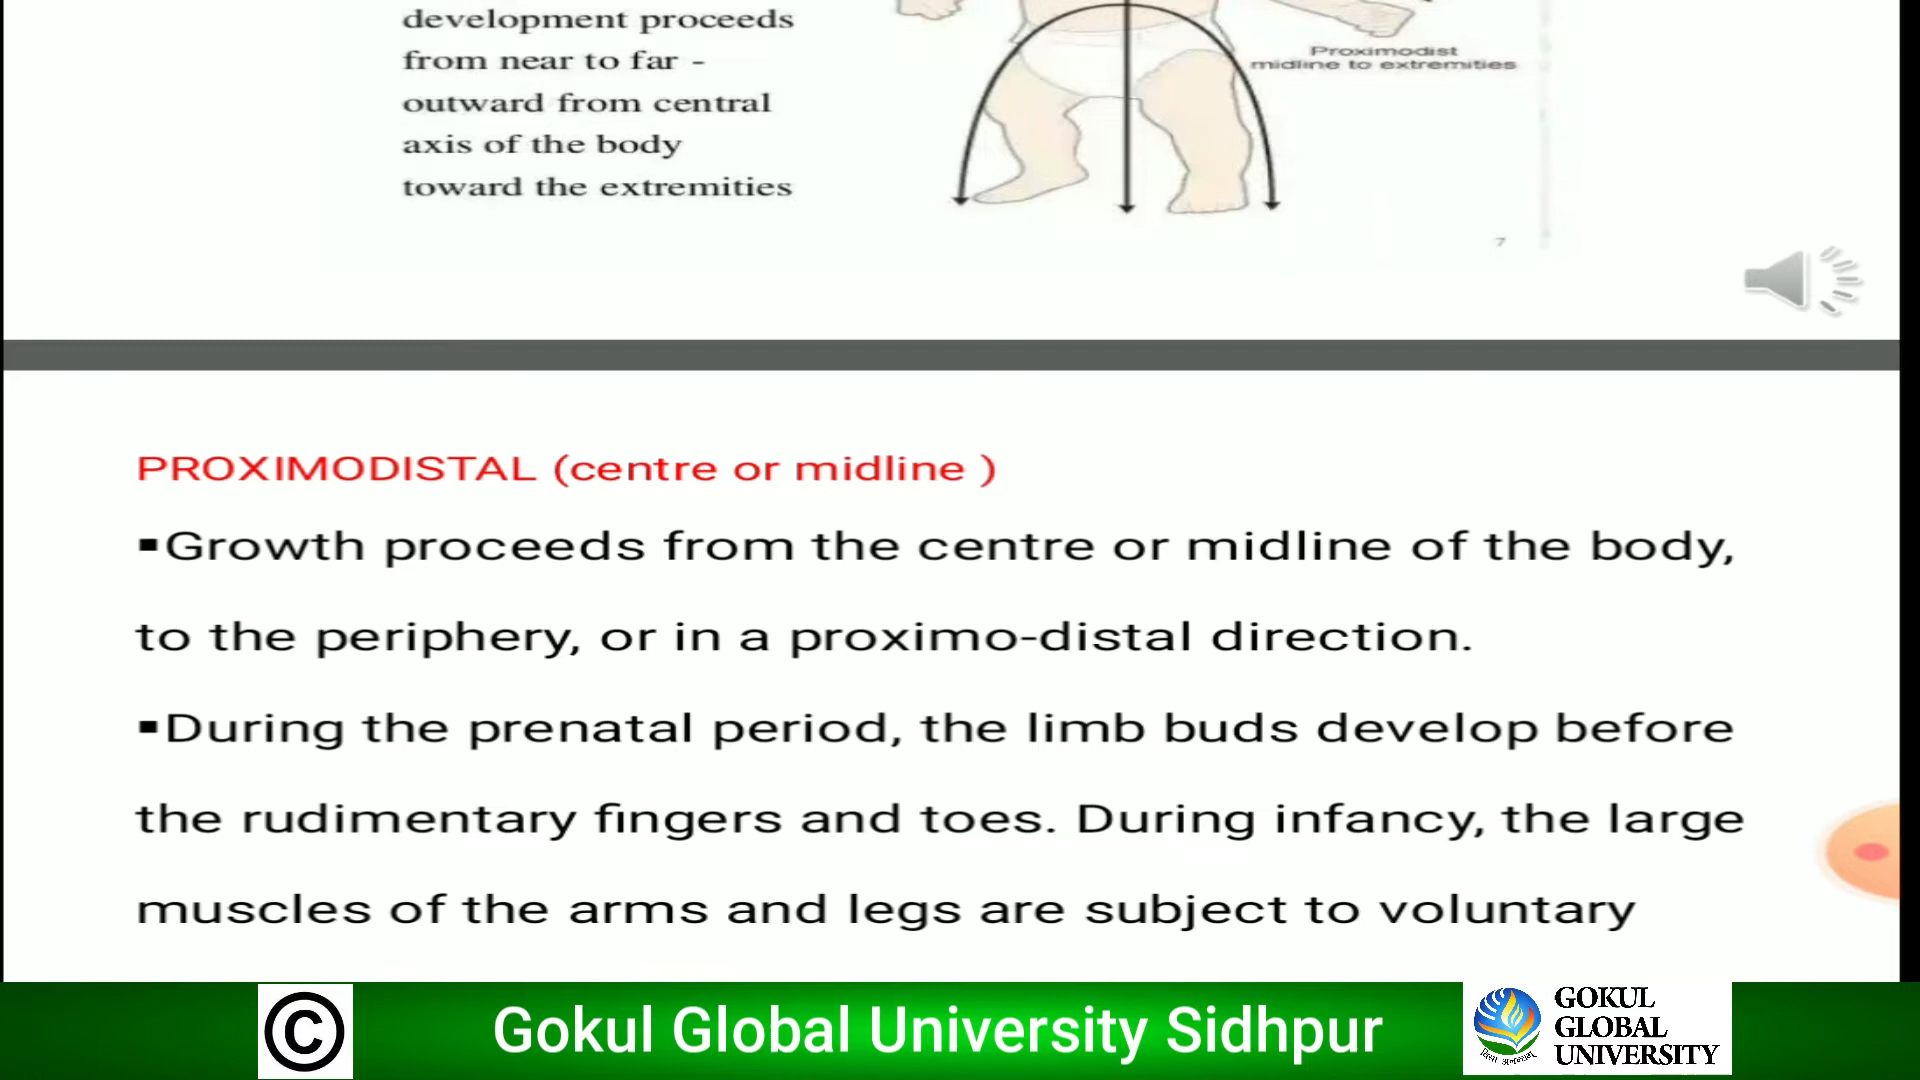 development proceeds
from near to far -
outward from central
axis of the body
toward the extremities
Proximodist
midline to extremities
7
PROXIMODISTAL (centre or midline )
▪Growth proceeds from the centre or midline of the body,
to the periphery, or in a proximo-distal direction.
▪During the prenatal period, the limb buds develop before
the rudimentary fingers and toes. During infancy, the large
muscles of the arms and legs are subject to voluntary
© Gokul Global University Sidhpur
GOKUL
GLOBAL
UNIVERSITY